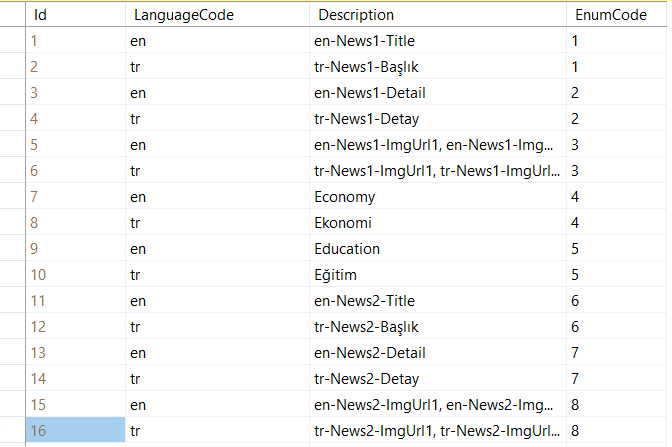 Id LanguageCode Description EnumCode
1 en en-News1-Title 1
2 tr tr-News1-Başlık 1
3 en en-News1-Detail 2
4 tr tr-News1-Detay 2
5 en en-News1-ImgUrl1, en-News1-Img... 3
6 tr tr-News1-ImgUrl1, tr-News1-ImgUrl... 3
7 en Economy 4
8 tr Ekonomi 4
9 en Education 5
10 tr Eğitim 5
11 en en-News2-Title 6
12 tr tr-News2-Başlık 6
13 en en-News2-Detail 7
14 tr tr-News2-Detay 7
15 en en-News2-ImgUrl1, en-News2-Img... 8
16 tr tr-News2-ImgUrl1, tr-News2-ImgUrl... 8